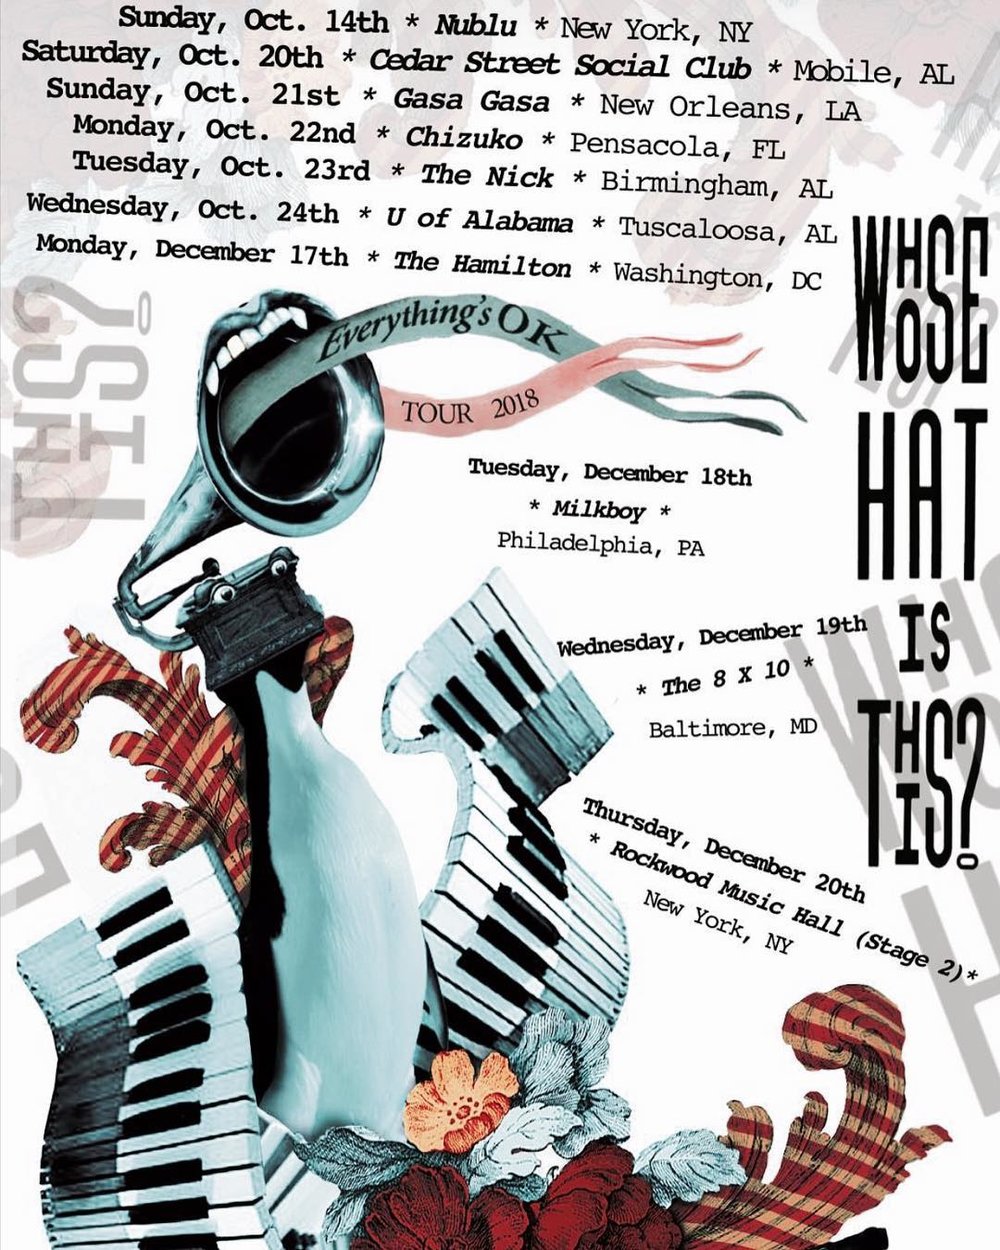 Sunday, Oct. 14th * Nublu * New York, NY
Saturday, Oct. 20th * Cedar Street Social Club * Mobile, AL
Sunday, Oct. 21st * Gasa Gasa * New Orleans, LA
Monday, Oct. 22nd * Chizuko * Pensacola, FL
Tuesday, Oct. 23rd * The Nick * Birmingham, AL
Wednesday, Oct. 24th * U of Alabama * Tuscaloosa, AL
Monday, December 17th * The Hamilton * Washington, DC
WHOSE
HAT
IS
THIS?
THIS?
Everything's OK
TOUR 2018
Tuesday, December 18th
* Milkboy *
Philadelphia, PA
Wednesday, December 19th
* The 8 X 10 *
Baltimore, MD
Thursday, December 20th
* Rockwood Music Hall (Stage 2)*
New York, NY